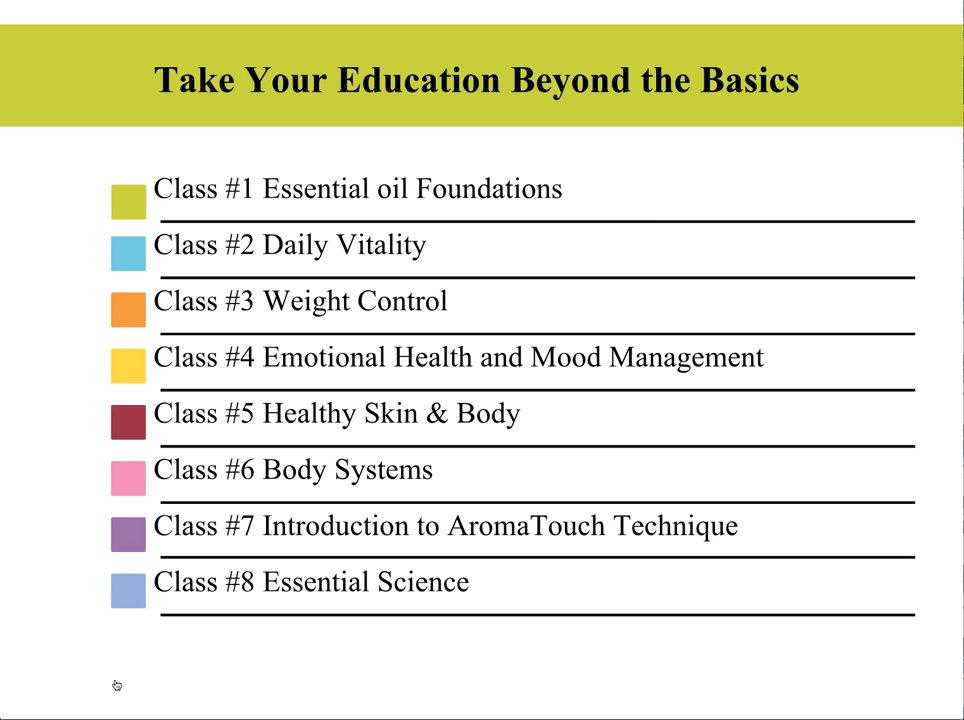 Take Your Education Beyond the Basics
Class #1 Essential oil Foundations
Class #2 Daily Vitality
Class #3 Weight Control
Class #4 Emotional Health and Mood Management
Class #5 Healthy Skin & Body
Class #6 Body Systems
Class #7 Introduction to AromaTouch Technique
Class #8 Essential Science